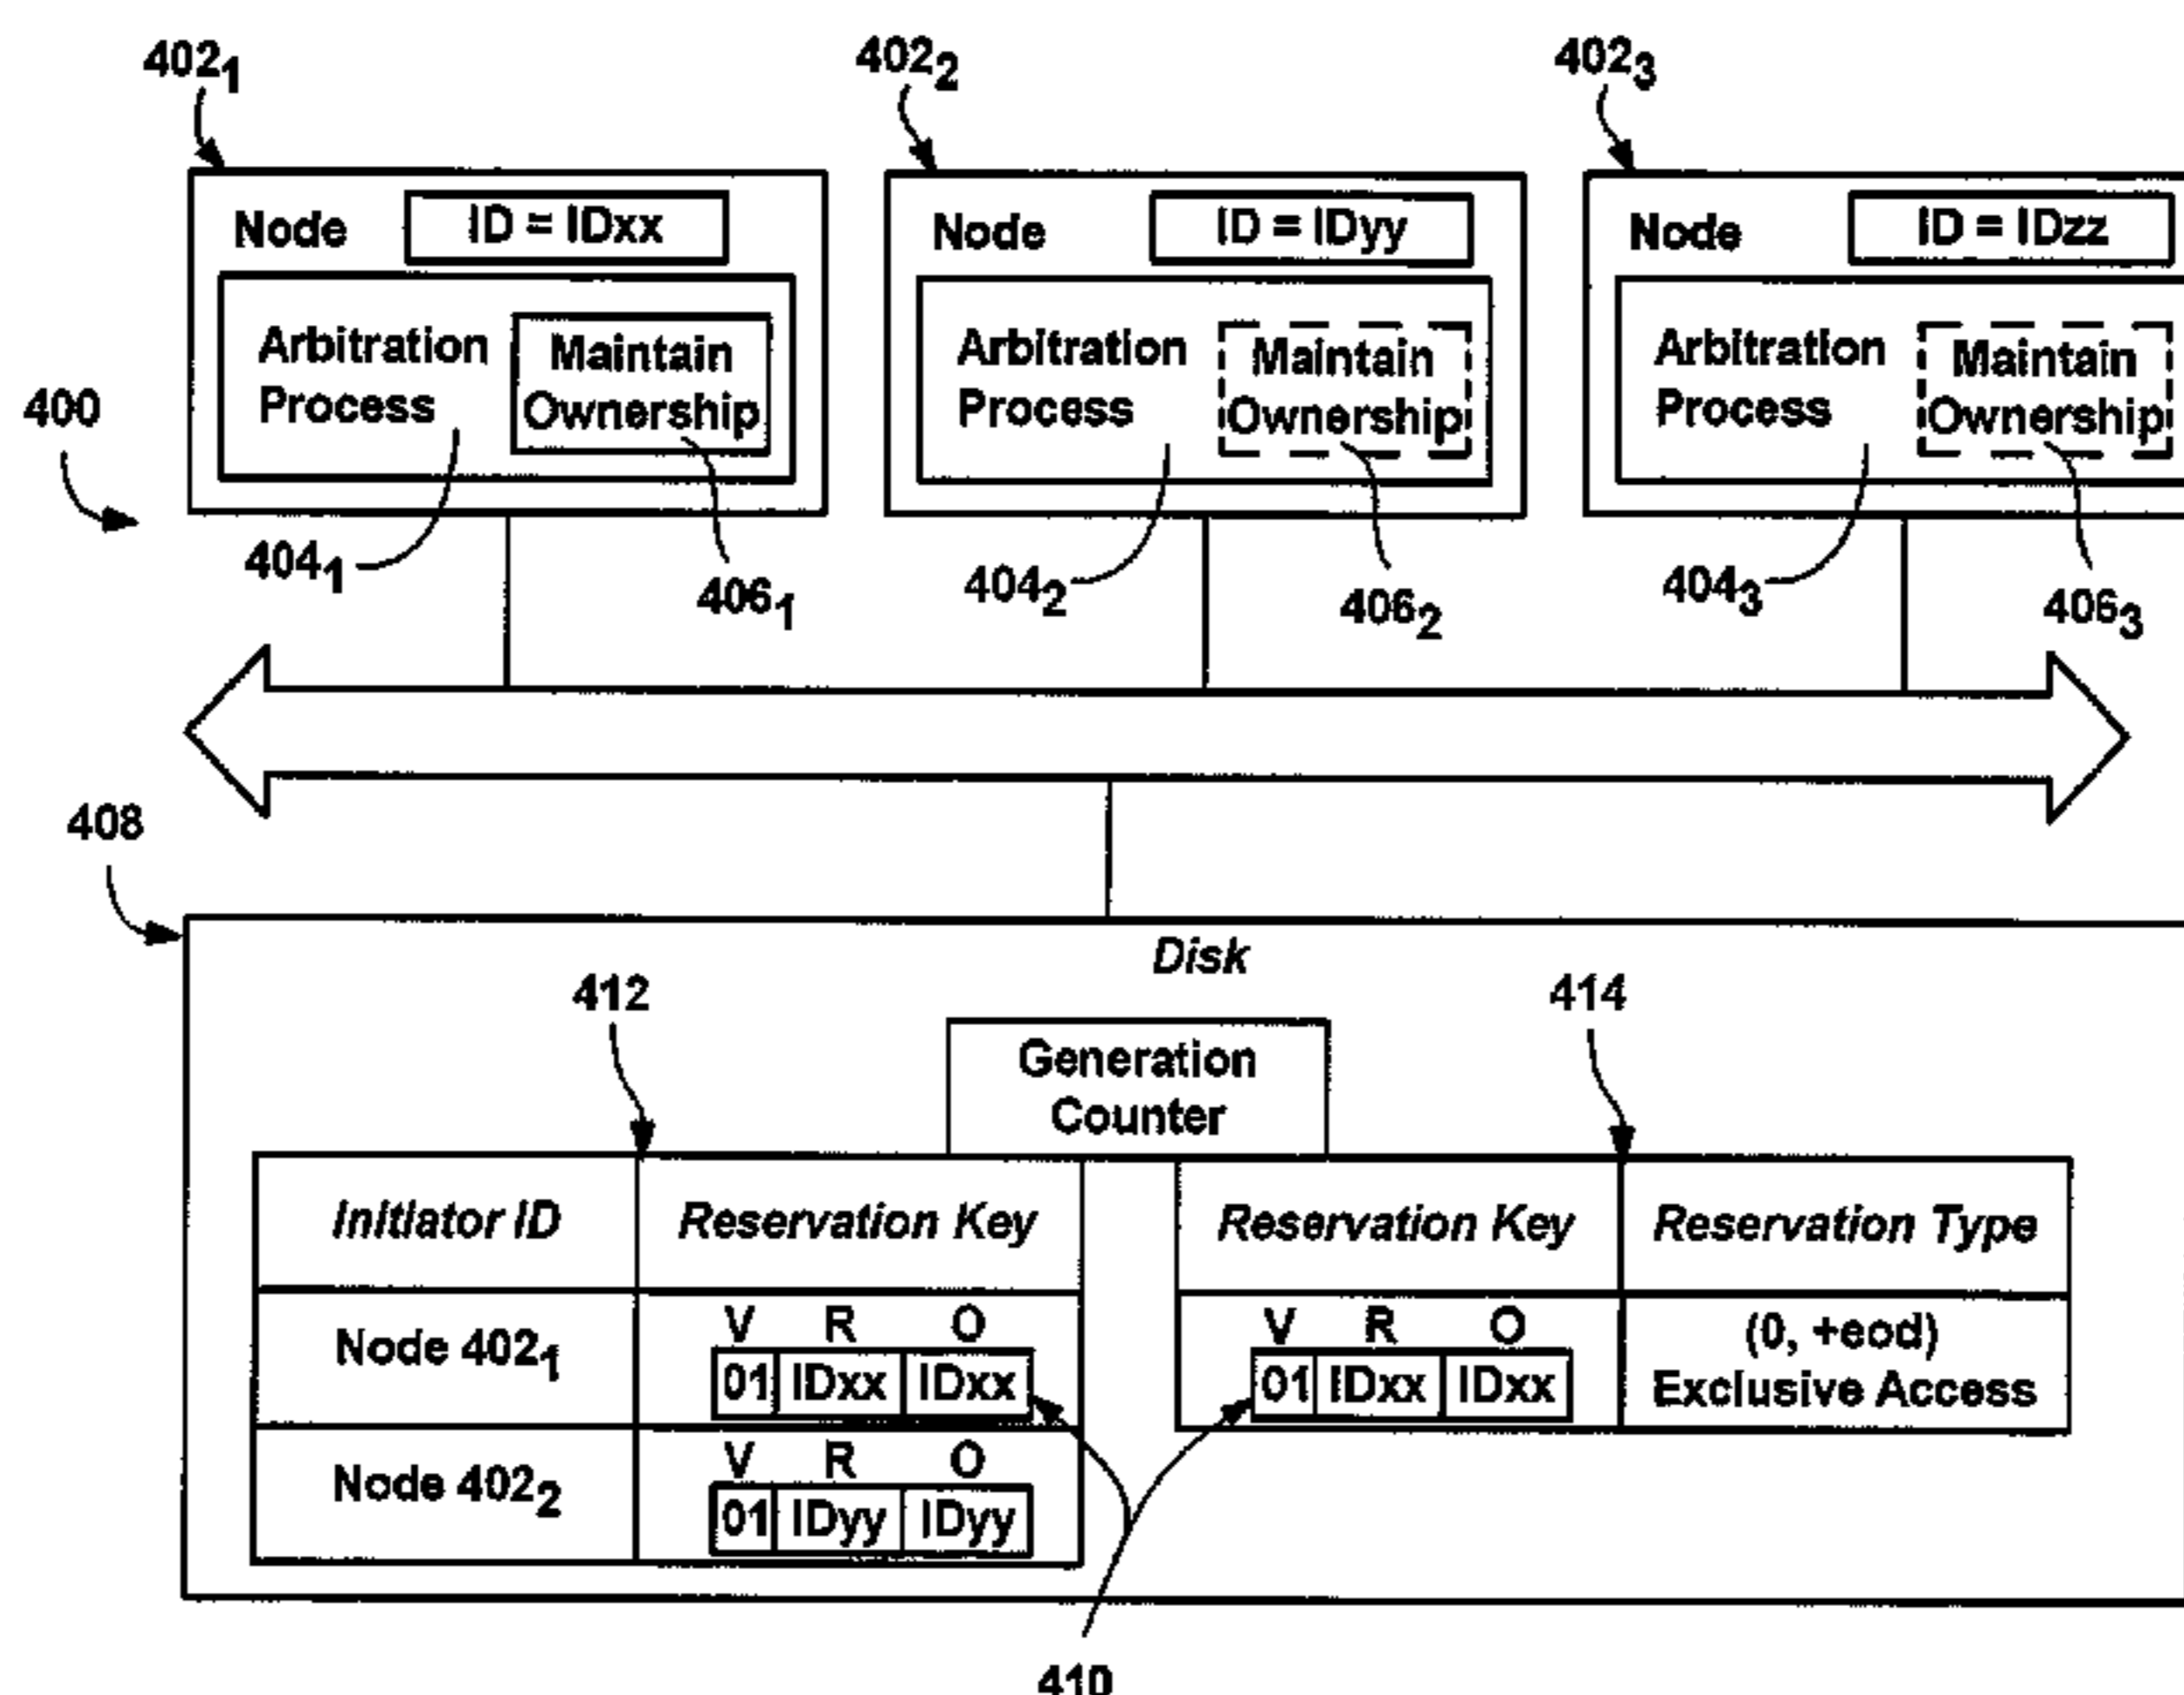 402₁ 402₂ 402₃
Node ID = IDxx Node ID = IDyy Node ID = IDzz
Arbitration Maintain Arbitration Maintain Arbitration Maintain
Process Ownership Process Ownership Process Ownership
400
404₁ 406₁ 404₂ 406₂ 404₃ 406₃
408
Disk
412 414
Generation
Counter
Initiator ID Reservation Key Reservation Key Reservation Type
V R O V R O (0, +eod)
Node 402₁ 01 IDxx IDxx 01 IDxx IDxx Exclusive Access
V R O
Node 402₂ 01 IDyy IDyy
410